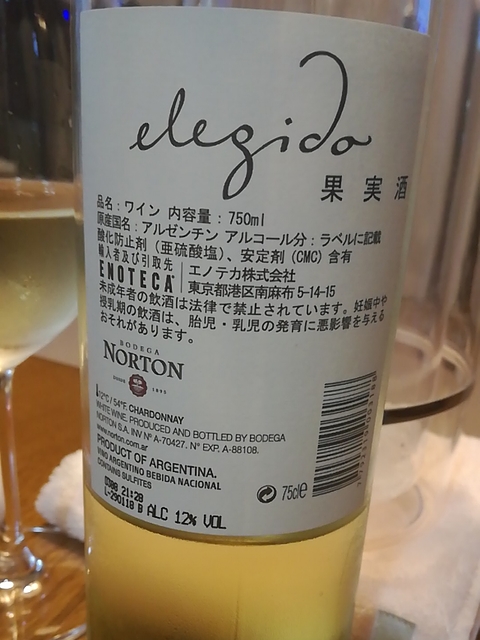 elegido
果実酒
品名：ワイン 内容量：750ml
原産国名：アルゼンチン アルコール分：ラベルに記載
酸化防止剤（亜硫酸塩）、安定剤（CMC）含有
輸入者及び引取先
ENOTECA エノテカ株式会社
東京都港区南麻布5-14-15
未成年者の飲酒は法律で禁止されています。妊娠中や
授乳期の飲酒は、胎児・乳児の発育に悪影響を与える
おそれがあります。
BODEGA
NORTON
DESDE 1895
12°C / 54°F. CHARDONNAY
WHITE WINE. PRODUCED AND BOTTLED BY BODEGA
NORTON S.A. INV Nº A-70427. Nº EXP. A-88108.
www.norton.com.ar
PRODUCT OF ARGENTINA.
VINO ARGENTINO BEBIDA NACIONAL
CONTAINS SULFITES
75cl e
21:20
L-290118 B ALC 12% VOL